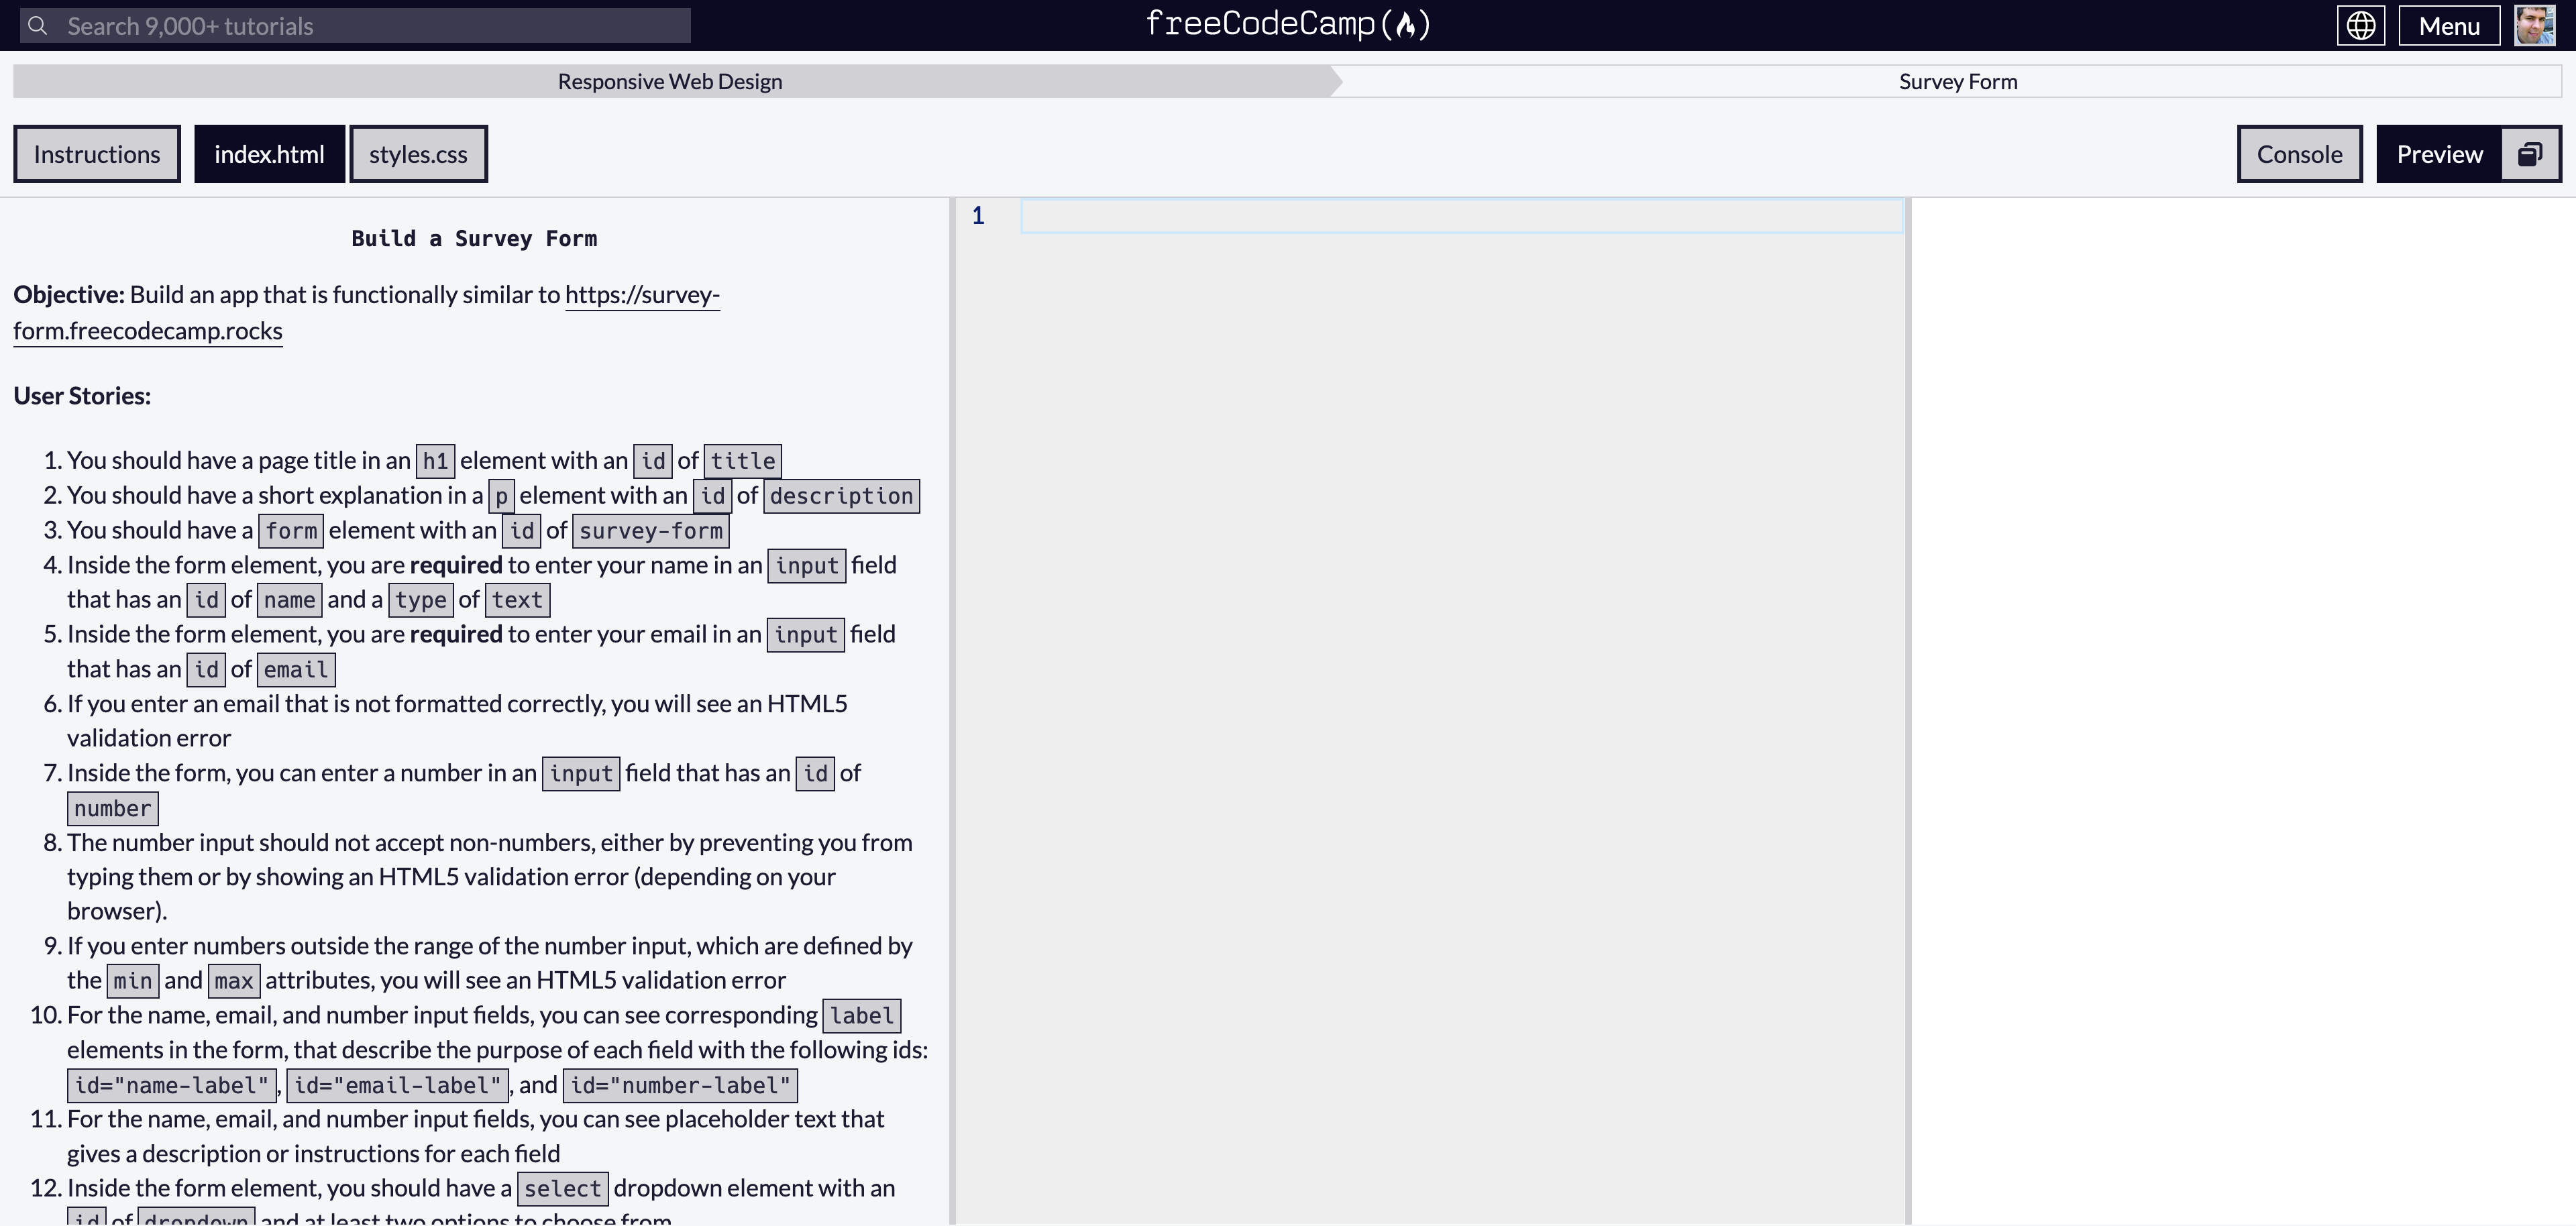 Search 9,000+ tutorials
freeCodeCamp
Menu
Responsive Web Design
Survey Form
Instructions
index.html
styles.css
Console
Preview
Build a Survey Form
Objective: Build an app that is functionally similar to https://survey-
form.freecodecamp.rocks
User Stories:
1. You should have a page title in an h1 element with an id of title
2. You should have a short explanation in a p element with an id of description
3. You should have a form element with an id of survey-form
4. Inside the form element, you are required to enter your name in an input field
that has an id of name and a type of text
5. Inside the form element, you are required to enter your email in an input field
that has an id of email
6. If you enter an email that is not formatted correctly, you will see an HTML5
validation error
7. Inside the form, you can enter a number in an input field that has an id of
number
8. The number input should not accept non-numbers, either by preventing you from
typing them or by showing an HTML5 validation error (depending on your
browser).
9. If you enter numbers outside the range of the number input, which are defined by
the min and max attributes, you will see an HTML5 validation error
10. For the name, email, and number input fields, you can see corresponding label
elements in the form, that describe the purpose of each field with the following ids:
id="name-label", id="email-label", and id="number-label"
11. For the name, email, and number input fields, you can see placeholder text that
gives a description or instructions for each field
12. Inside the form element, you should have a select dropdown element with an
id of dropdown and at least two options to choose from
1